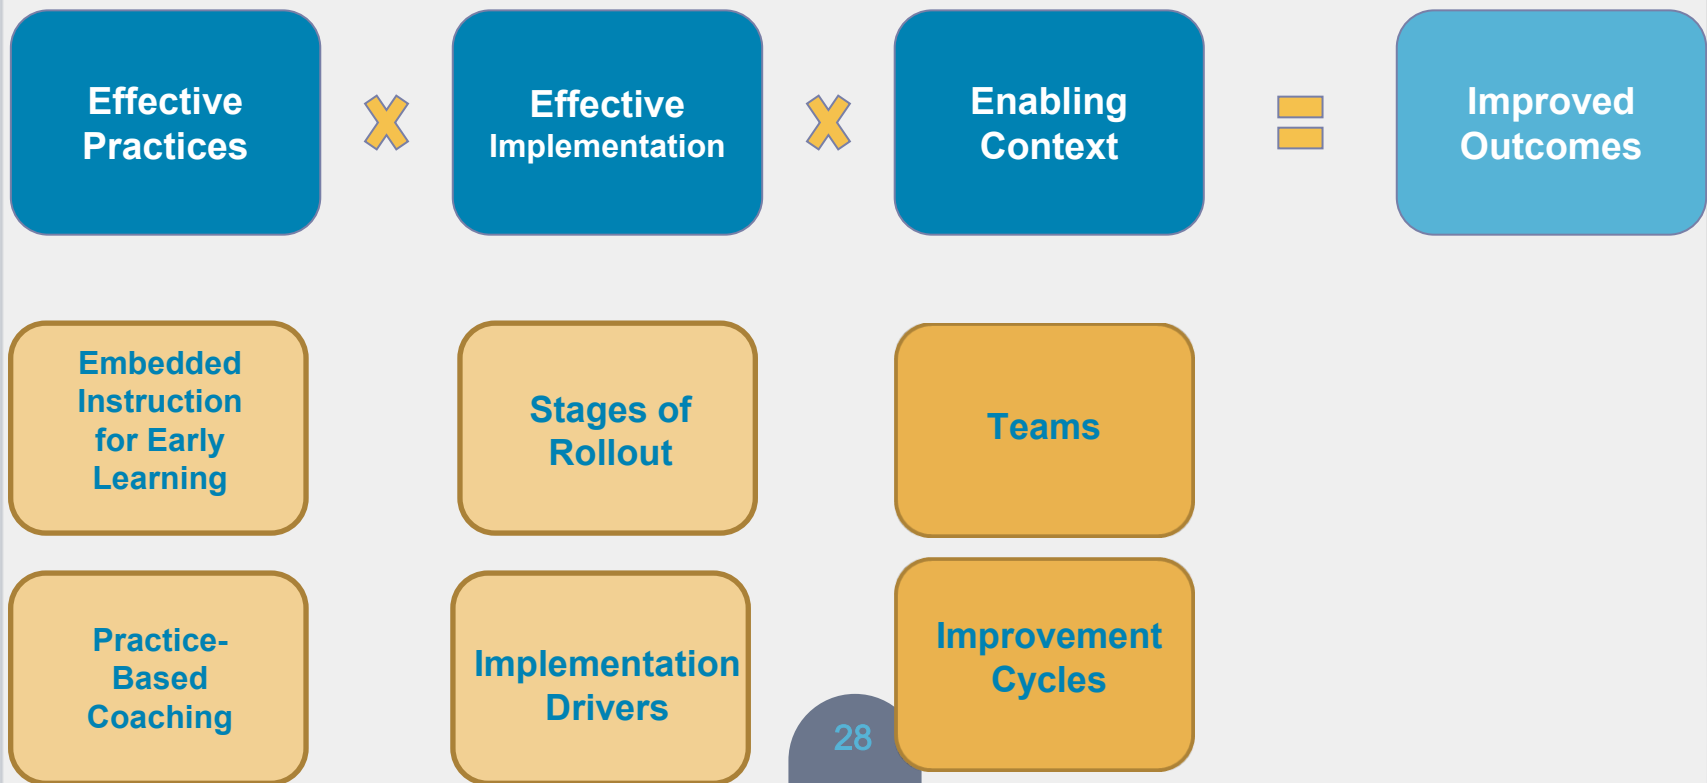 Effective
Practices
Effective
Implementation
Enabling
Context
Improved
Outcomes
Embedded
Instruction
for Early
Learning
Stages of
Rollout
Teams
Practice-
Based
Coaching
Implementation
Drivers
Improvement
Cycles
28